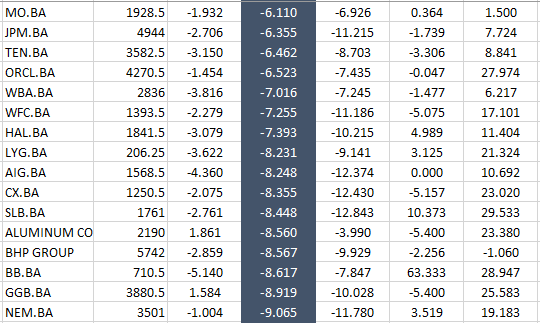 MO.BA 1928.5 -1.932 -6.110 -6.926 0.364 1.500
JPM.BA 4944 -2.706 -6.355 -11.215 -1.739 7.724
TEN.BA 3582.5 -3.150 -6.462 -8.703 -3.306 8.841
ORCL.BA 4270.5 -1.454 -6.523 -7.435 -0.047 27.974
WBA.BA 2836 -3.816 -7.016 -7.245 -1.477 6.217
WFC.BA 1393.5 -2.279 -7.255 -11.186 -5.075 17.101
HAL.BA 1841.5 -3.079 -7.393 -10.215 4.989 11.404
LYG.BA 206.25 -3.622 -8.231 -9.141 3.125 21.324
AIG.BA 1568.5 -4.360 -8.248 -12.374 0.000 10.692
CX.BA 1250.5 -2.075 -8.355 -12.430 -5.157 23.020
SLB.BA 1761 -2.761 -8.448 -12.843 10.373 29.533
ALUMINUM CO 2190 1.861 -8.560 -3.990 -5.400 23.380
BHP GROUP 5742 -2.859 -8.567 -9.929 -2.256 -1.060
BB.BA 710.5 -5.140 -8.617 -7.847 63.333 28.947
GGB.BA 3880.5 1.584 -8.919 -10.028 -5.400 25.583
NEM.BA 3501 -1.004 -9.065 -11.780 3.519 19.183